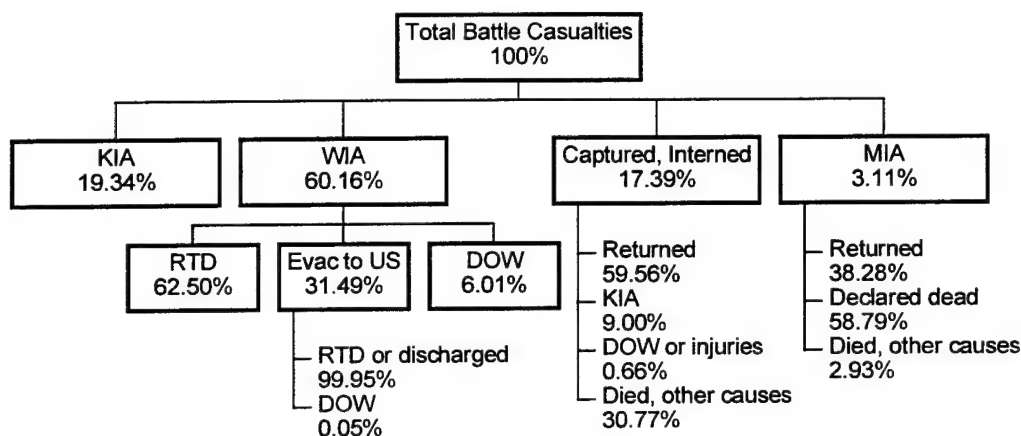 Total Battle Casualties
100%
KIA
19.34%
WIA
60.16%
Captured, Interned
17.39%
MIA
3.11%
RTD
62.50%
Evac to US
31.49%
DOW
6.01%
RTD or discharged
99.95%
DOW
0.05%
Returned
59.56%
KIA
9.00%
DOW or injuries
0.66%
Died, other causes
30.77%
Returned
38.28%
Declared dead
58.79%
Died, other causes
2.93%